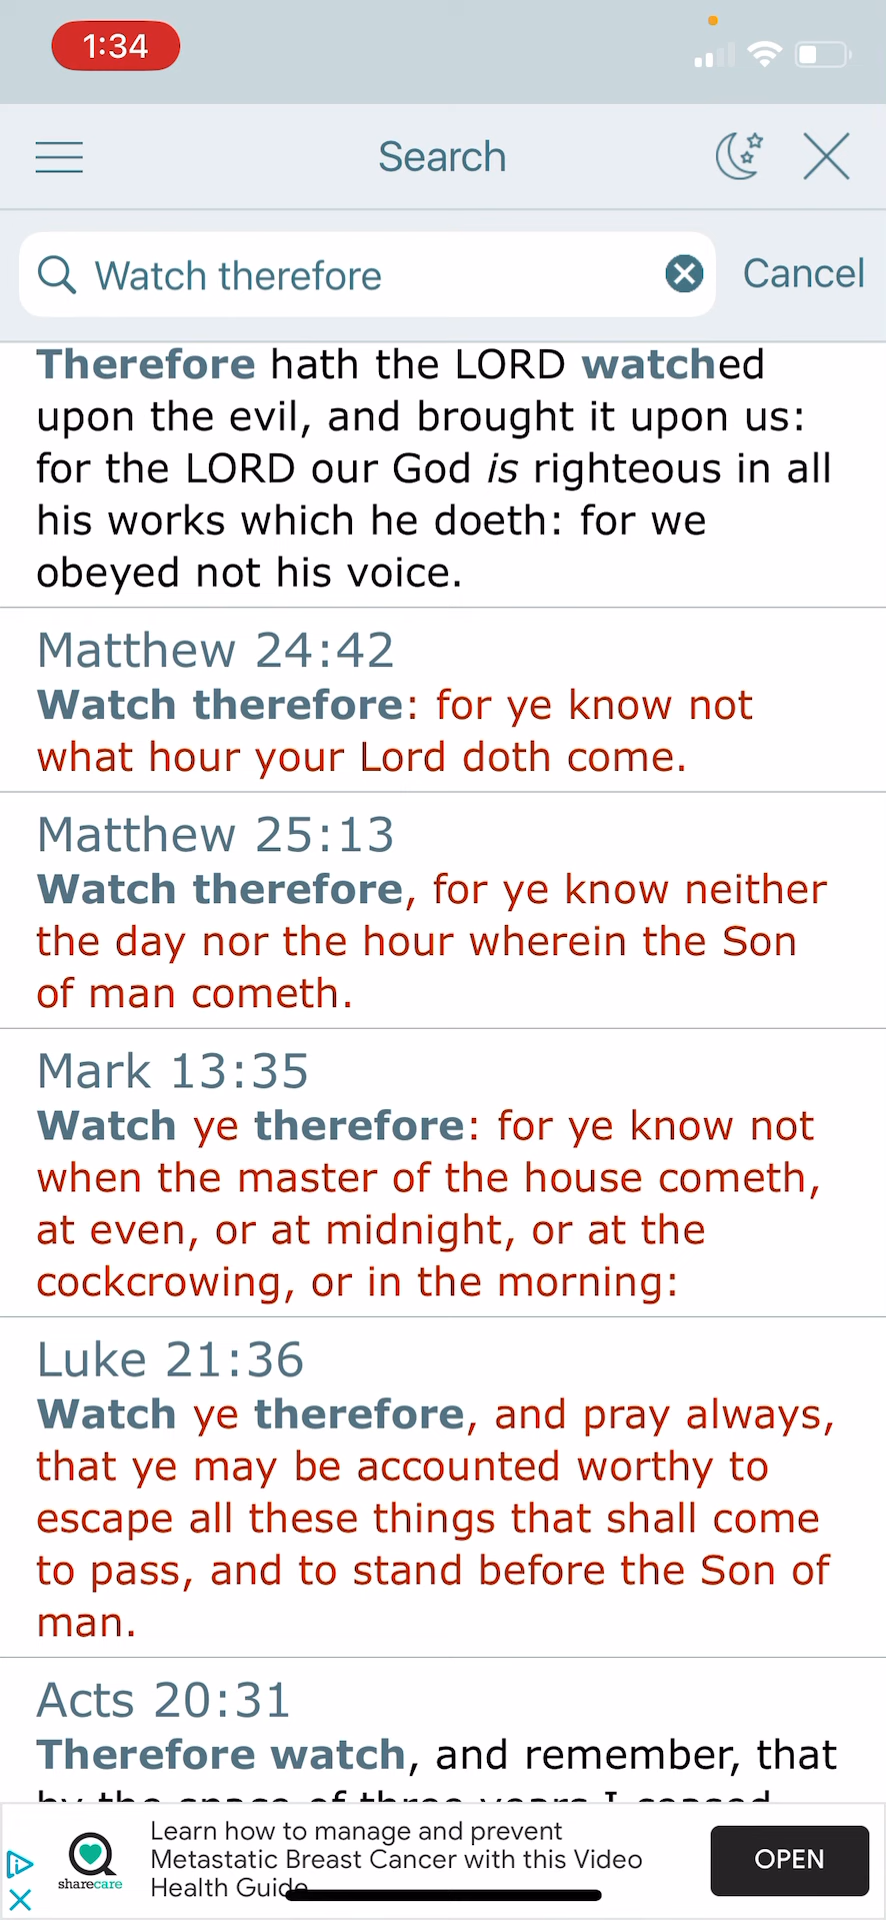 1:34
Search
Watch therefore
Cancel
Therefore hath the LORD watched
upon the evil, and brought it upon us:
for the LORD our God is righteous in all
his works which he doeth: for we
obeyed not his voice.
Matthew 24:42
Watch therefore: for ye know not
what hour your Lord doth come.
Matthew 25:13
Watch therefore, for ye know neither
the day nor the hour wherein the Son
of man cometh.
Mark 13:35
Watch ye therefore: for ye know not
when the master of the house cometh,
at even, or at midnight, or at the
cockcrowing, or in the morning:
Luke 21:36
Watch ye therefore, and pray always,
that ye may be accounted worthy to
escape all these things that shall come
to pass, and to stand before the Son of
man.
Acts 20:31
Therefore watch, and remember, that
by the space of three years I ceased
Learn how to manage and prevent
Metastatic Breast Cancer with this Video
Health Guide
sharecare
OPEN